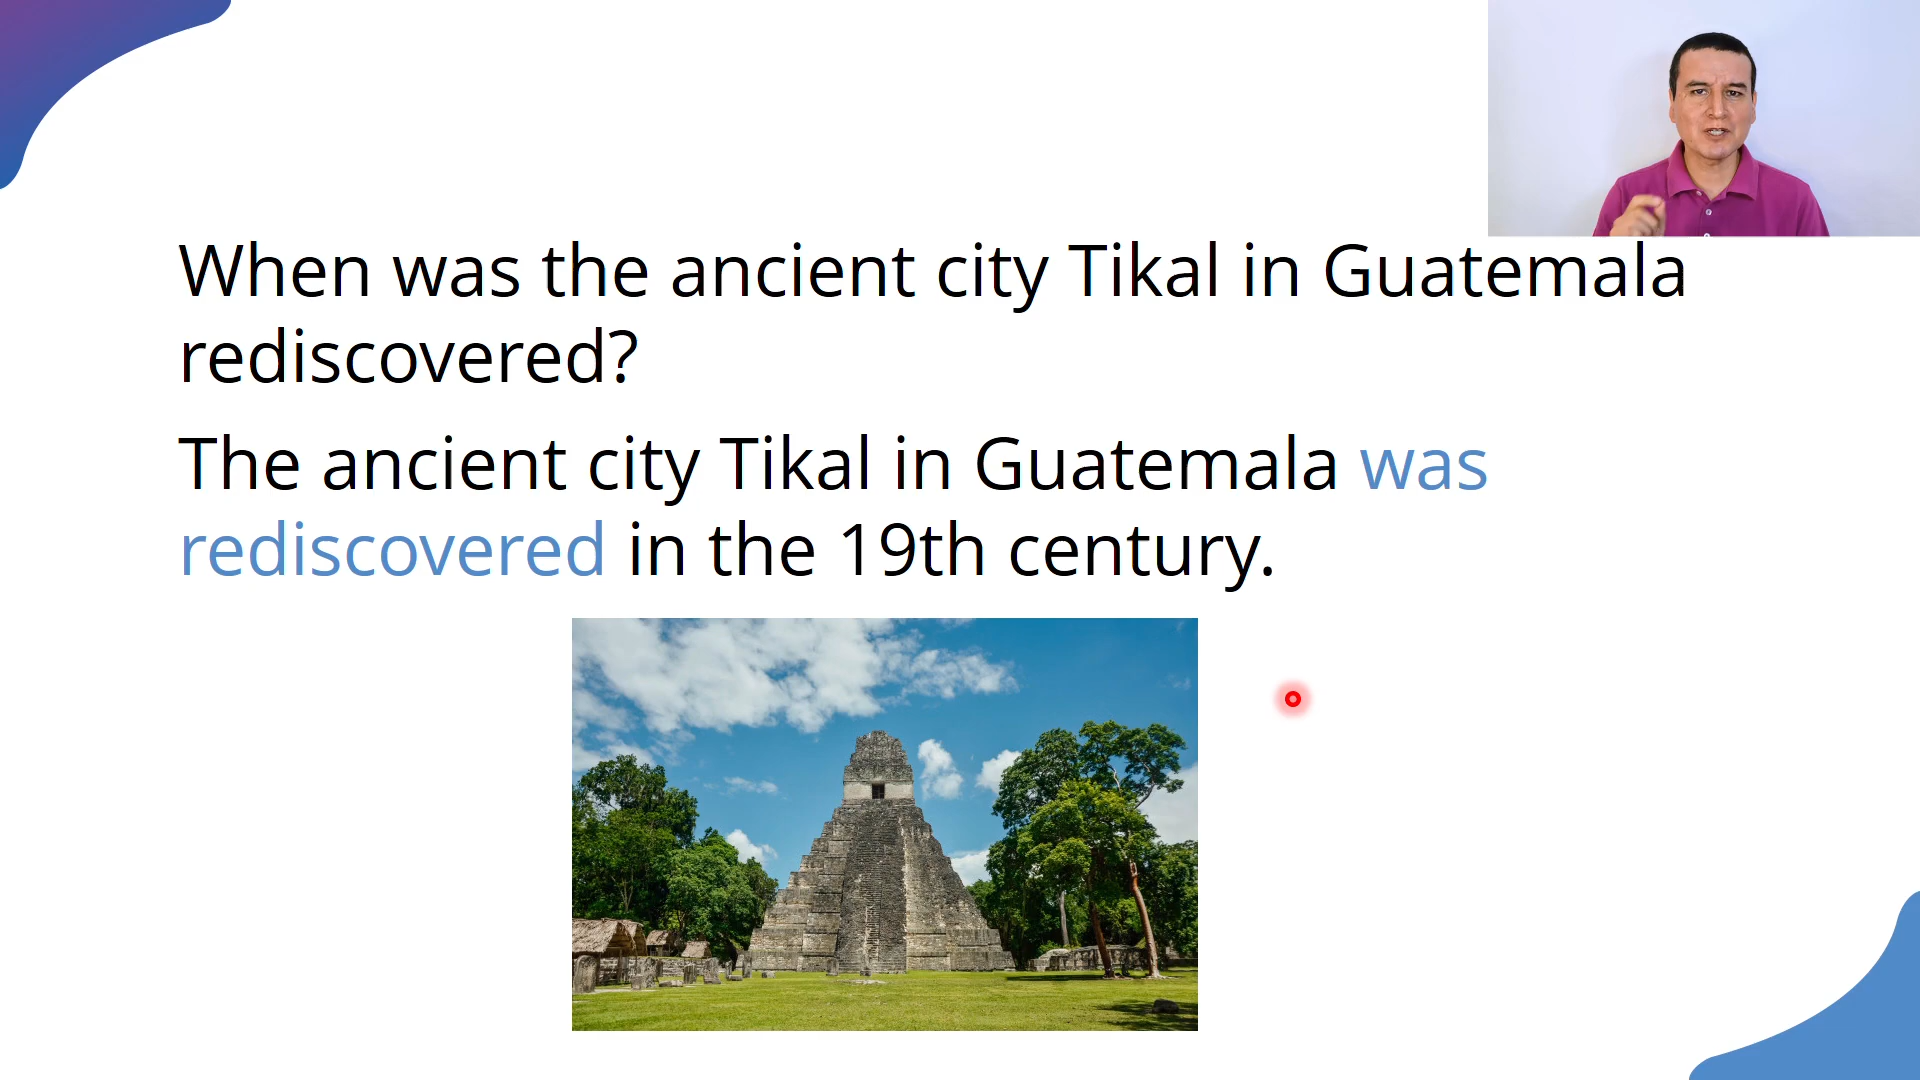 When was the ancient city Tikal in Guatemala
rediscovered?
The ancient city Tikal in Guatemala was
rediscovered in the 19th century.